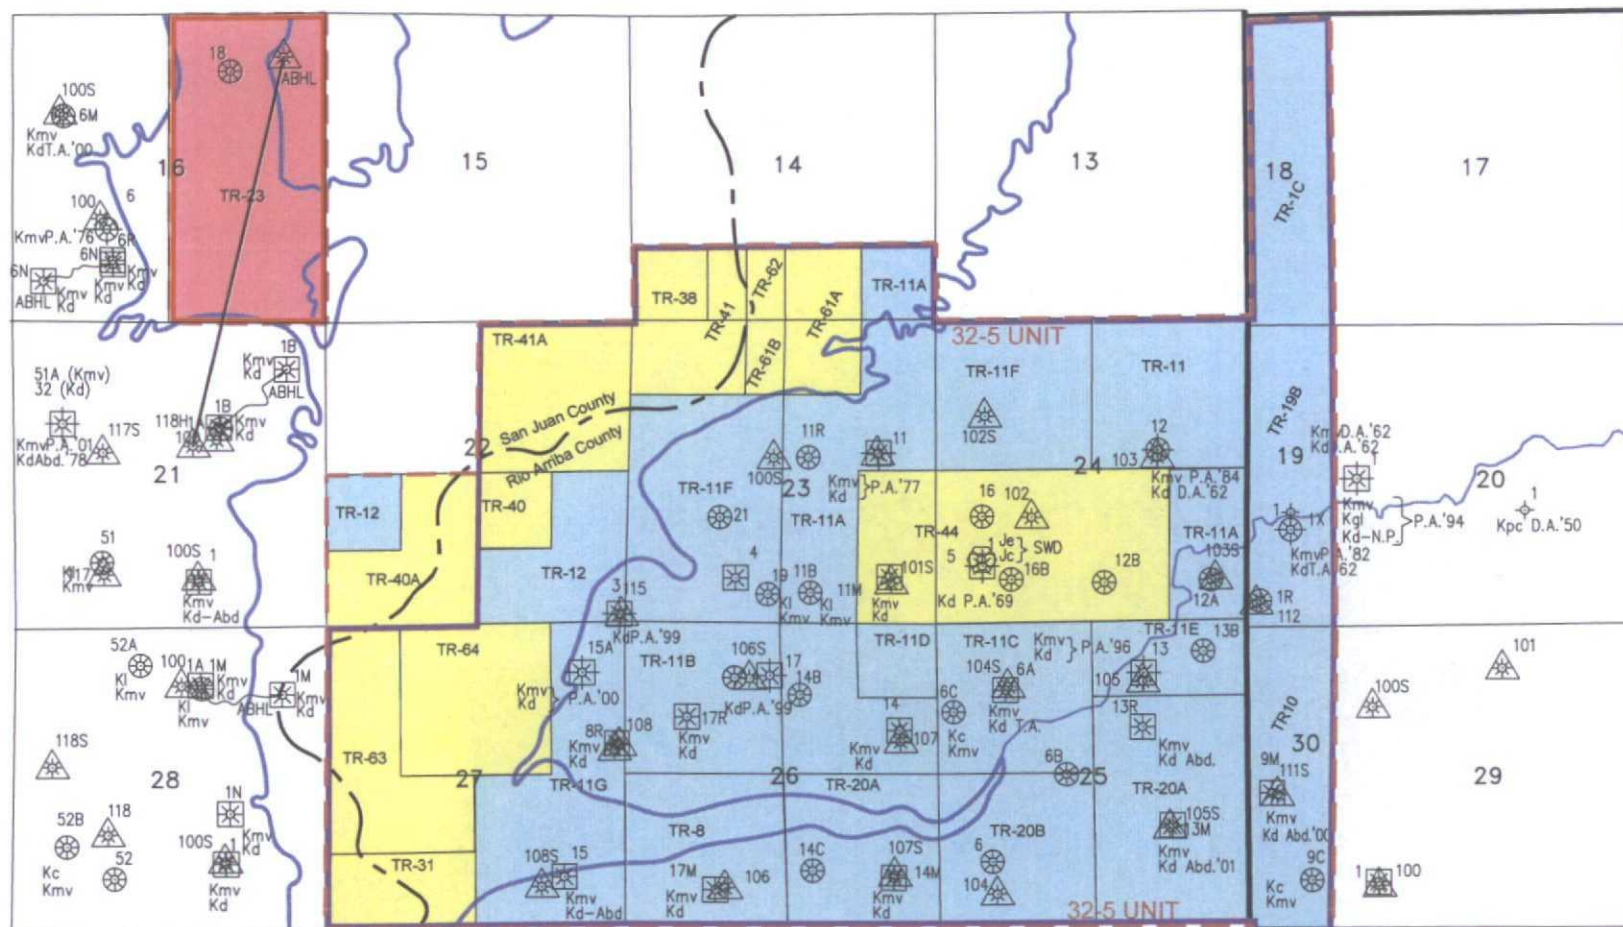 18
ABHL
100S
6M
Kmv
KdT.A.'00
16
15
14
13
18
17
TR-23
TR-1C
6
100
KmvP.A.'76
6R
6N
6N
Kmv
Kmv Kd
Kd
ABHL
Kmv
Kd
TR-38
TR-41
TR-62
TR-61A
TR-11A
TR-61B
TR-41A
32-5 UNIT
TR-11F
TR-11
TR-19B
51A (Kmv)
32 (Kd)
1B
Kmv
Kd
ABHL
1B
Kmv
Kd
118H
117S
KmvP.A.'01
KdAbd.'78
21
22
San Juan County
Rio Arriba County
102S
11R
11
100S
23
Kmv
Kd
P.A.'77
12
103
24
Kmv P.A.'84
Kd D.A.'62
19
KmvD.A.'62
Kd D.A.'62
1
20
1
Kpc D.A.'50
Kmv
Kgl
Kd-N.P.
P.A.'94
TR-12
TR-40
TR-11F
21
TR-11A
16
102
TR-44
TR-11A
1
1X
KmvP.A.'82
KdT.A.'62
51
Kl
Kmv
117
100S
1
Kmv
Kd-Abd
TR-40A
TR-12
4
19
11B
11M
Kl
Kmv
Kl
Kmv
101S
Kmv
Kd
5
1
Je
Jc
SWD
16B
Kd P.A.'69
12B
103S
12A
1R
112
3
115
KdP.A.'99
52A
Kl
Kmv
100
1A
1M
Kmv
Kd
Kl
Kmv
ABHL
1M
Kmv
Kd
TR-64
15A
Kmv
Kd
P.A.'00
TR-11B
106S
17
14B
KdP.A.'99
TR-11D
TR-11C
Kmv
Kd
P.A.'96
TR-11E
13B
13
105
104S
6A
Kmv
Kd T.A.
101
100S
118S
28
TR-63
27
8R
108
Kmv
Kd
17R
Kmv
Kd
14
107
Kmv
Kd
6C
Kc
Kmv
13R
Kmv
Kd Abd.
TR10
30
29
TR-11G
26
TR-20A
6B
25
TR-20A
9M
111S
Kmv
Kd Abd.'00
52B
Kc
Kmv
118
52
1N
Kmv
Kd
100S
1
Kmv
Kd
TR-31
TR-8
TR-20B
105S
13M
Kmv
Kd Abd.'01
108S
15
Kmv
Kd-Abd
17M
106
Kmv
Kd
14C
107S
14M
Kmv
Kd
6
104
9C
Kc
Kmv
1
100
32-5 UNIT